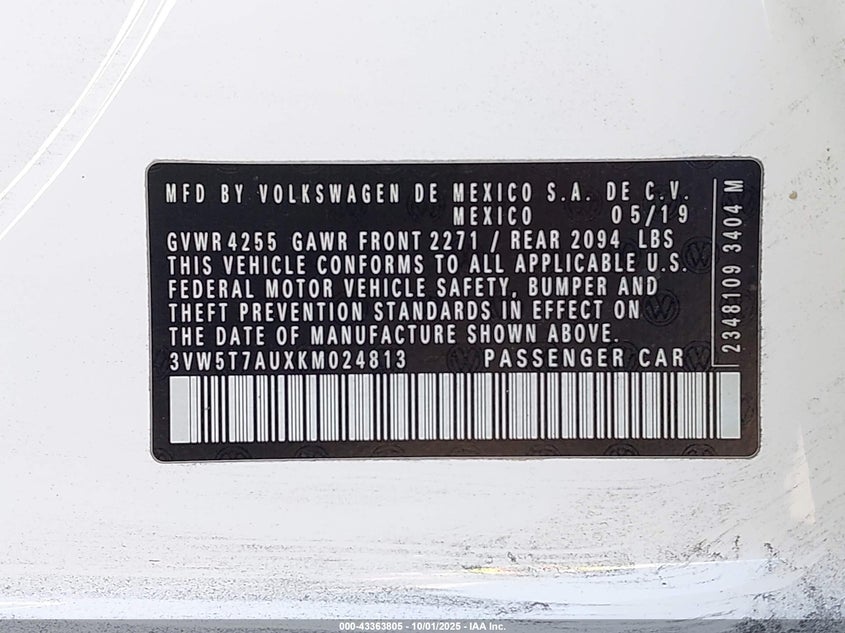 MFD BY VOLKSWAGEN DE MEXICO S.A. DE C.V.
MEXICO 05/19
GVWR 4255 GAWR FRONT 2271 / REAR 2094 LBS
THIS VEHICLE CONFORMS TO ALL APPLICABLE U.S.
FEDERAL MOTOR VEHICLE SAFETY, BUMPER AND
THEFT PREVENTION STANDARDS IN EFFECT ON
THE DATE OF MANUFACTURE SHOWN ABOVE.
3VW5T7AUXKM024813 PASSENGER CAR
2348109 3404 M
000-43363805 - 10/01/2025 - IAA Inc.